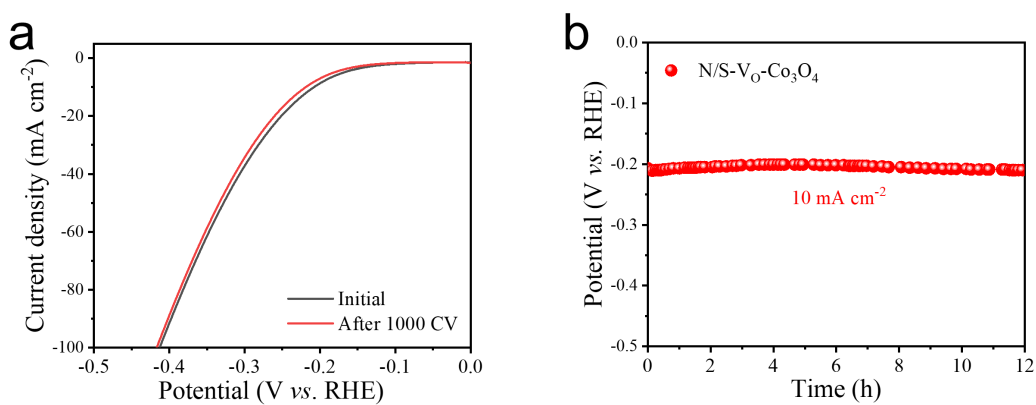 a
0
-20
-40
-60
-80
-100
Current density (mA cm⁻²)
Initial
After 1000 CV
-0.5
-0.4
-0.3
-0.2
-0.1
0.0
Potential (V vs. RHE)
b
0.0
-0.1
-0.2
-0.3
-0.4
-0.5
Potential (V vs. RHE)
N/S-V₀-Co₃O₄
10 mA cm⁻²
0
2
4
6
8
10
12
Time (h)